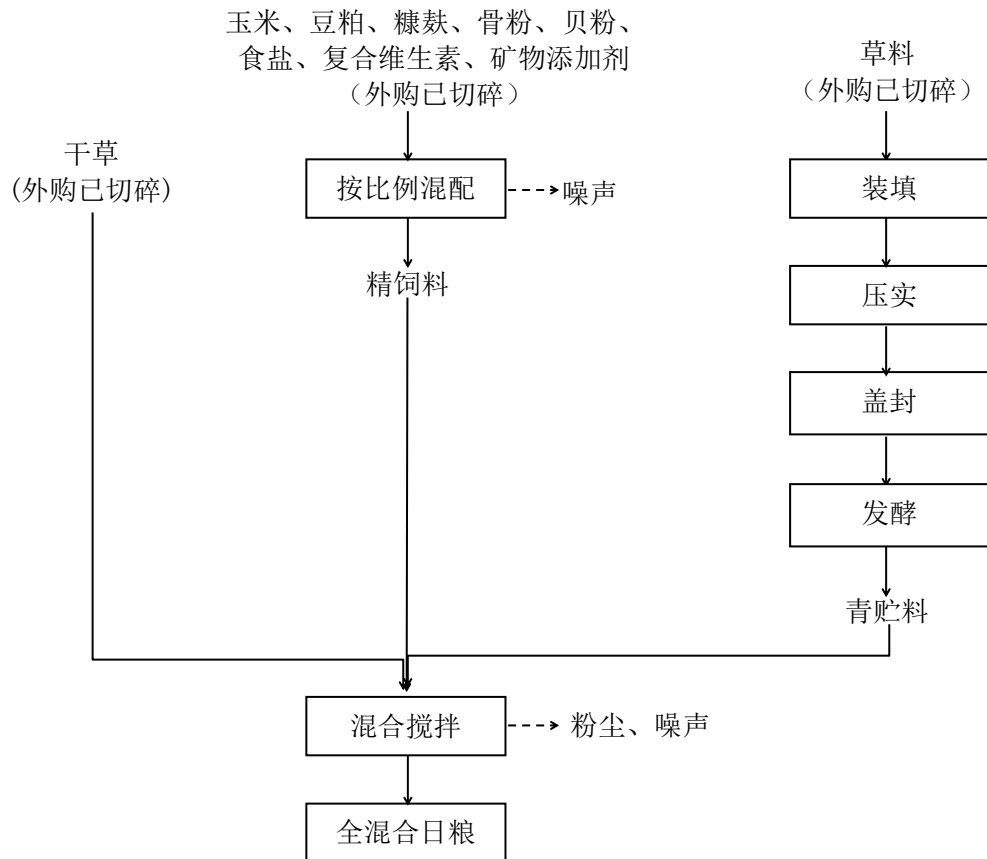 玉米、豆粕、糠麸、骨粉、贝粉、
食盐、复合维生素、矿物添加剂
（外购已切碎）
草料
（外购已切碎）
干草
(外购已切碎)
按比例混配
噪声
装填
精饲料
压实
盖封
发酵
青贮料
混合搅拌
粉尘、噪声
全混合日粮